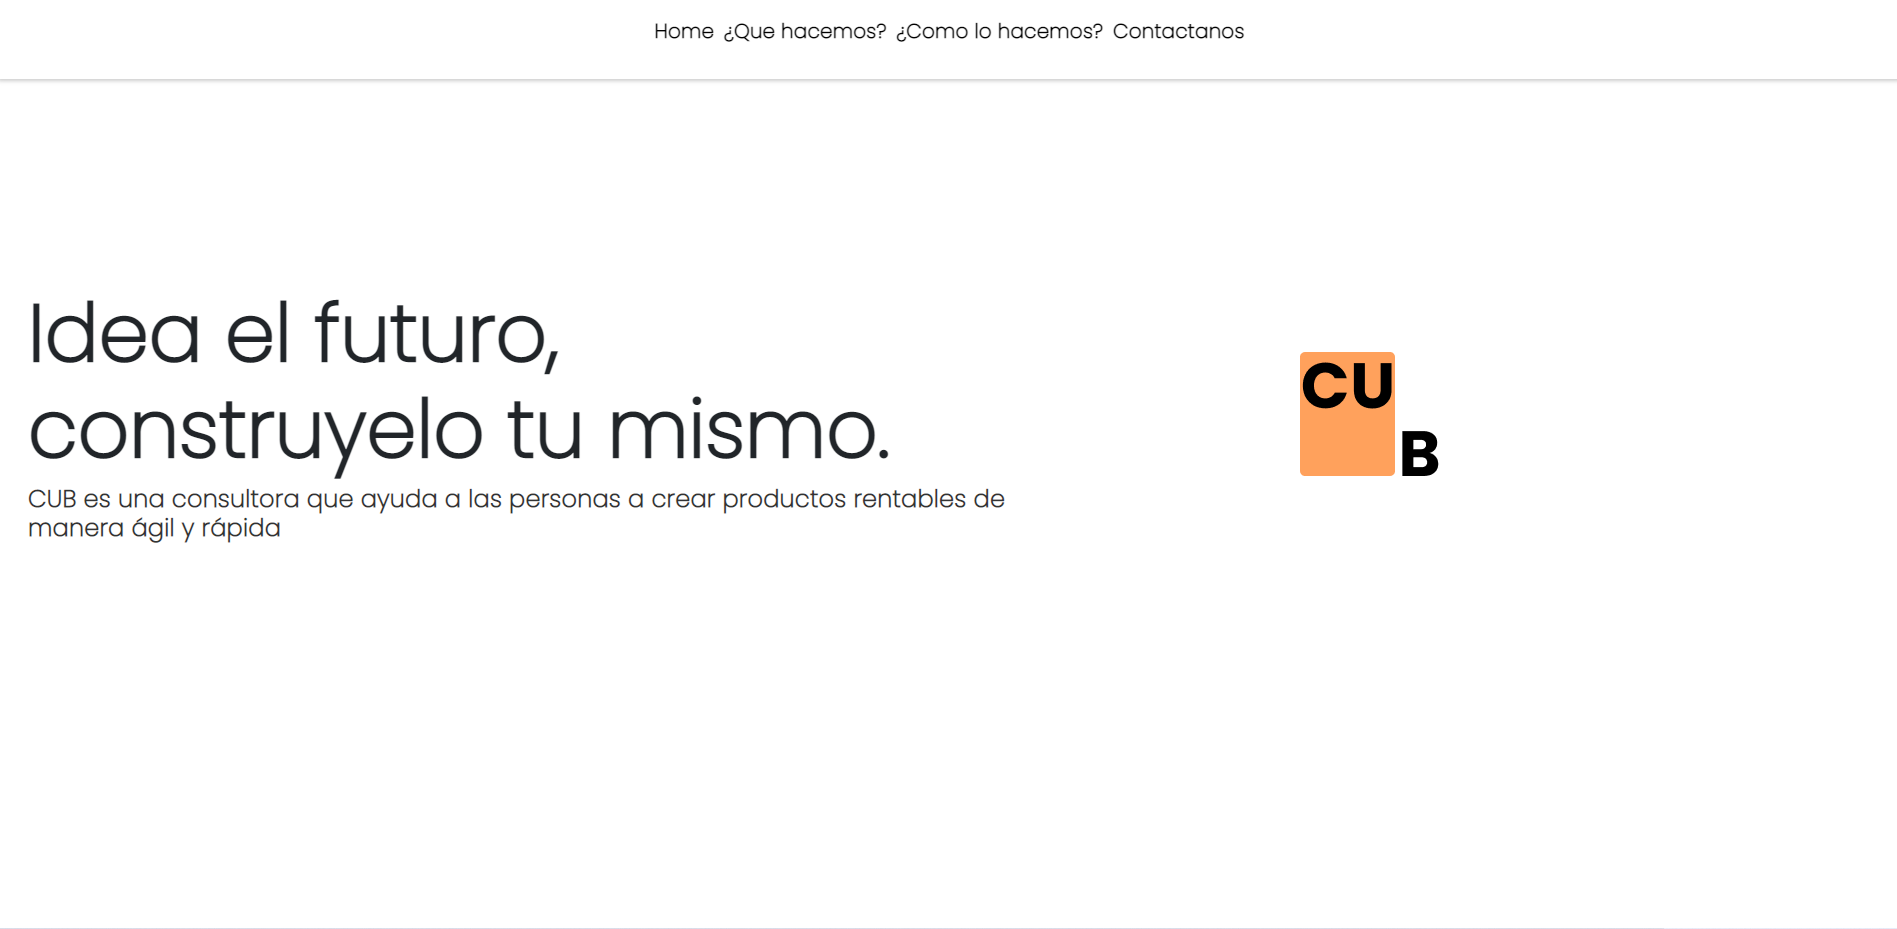 Home ¿Que hacemos? ¿Como lo hacemos? Contactanos
Idea el futuro,
construyelo tu mismo.
CUB es una consultora que ayuda a las personas a crear productos rentables de
manera ágil y rápida
CU
B